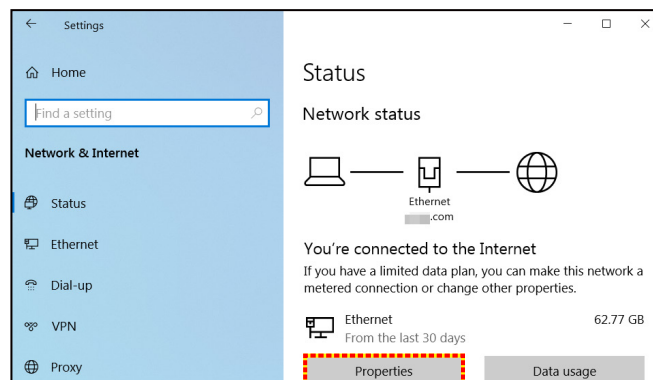 Settings
Home
Find a setting
Network & Internet
Status
Ethernet
Dial-up
VPN
Proxy
Status
Network status
Ethernet
.com
You're connected to the Internet
If you have a limited data plan, you can make this network a
metered connection or change other properties.
Ethernet 62.77 GB
From the last 30 days
Properties Data usage